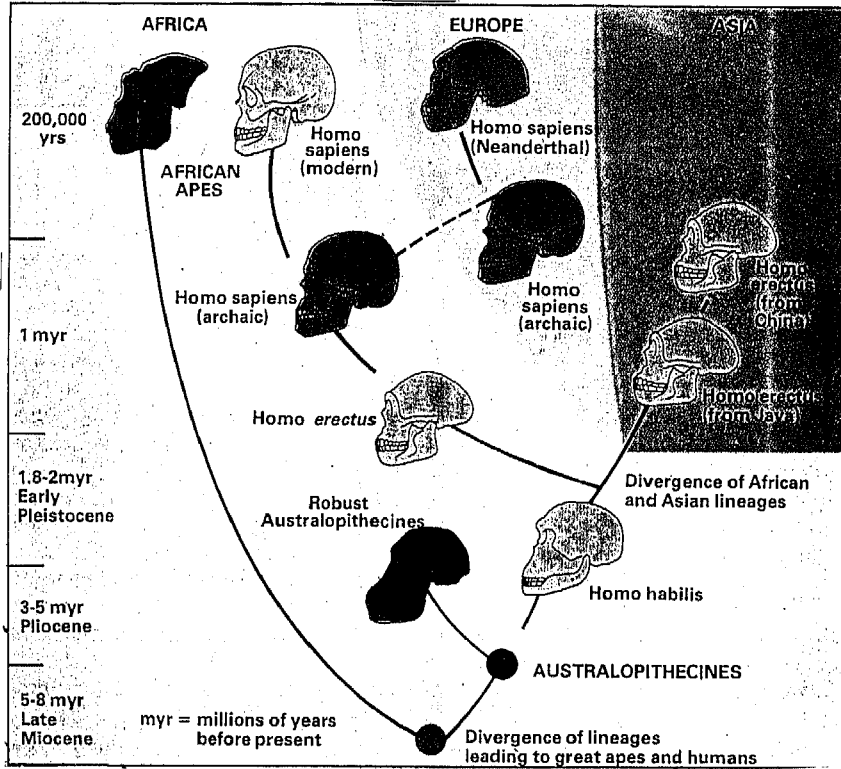 AFRICA
EUROPE
ASIA
200,000
yrs
AFRICAN
APES
Homo
sapiens
(modern)
Homo sapiens
(Neanderthal)
Homo sapiens
(archaic)
Homo
sapiens
(archaic)
Homo
erectus
(from
China)
1 myr
Homo erectus
Homo erectus
(from Java)
1.8-2myr
Early
Pleistocene
Robust
Australopithecines
Divergence of African
and Asian lineages
Homo habilis
3-5 myr
Pliocene
AUSTRALOPITHECINES
5-8 myr
Late
Miocene
myr = millions of years
before present
Divergence of lineages
leading to great apes and humans